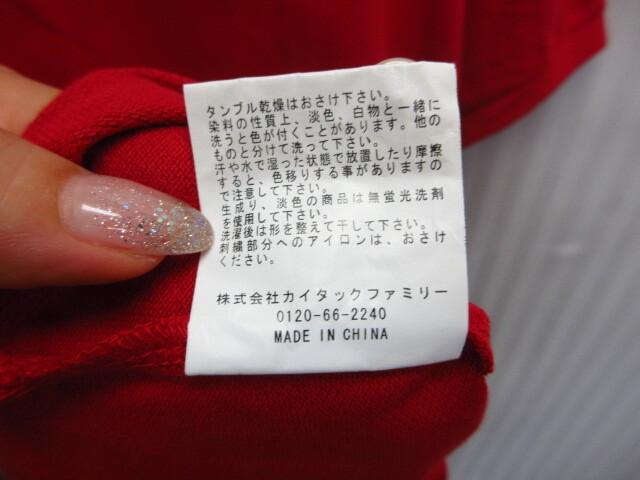 タンブル乾燥はおさけ下さい。
染料の性質上、淡色、白物と一緒に
洗うと色が付くことがあります。他の
ものと分けて洗って下さい。
汗や水で湿った状態で放置したり摩擦
すると、色移りする事がありますの
で注意して下さい。
生成り、淡色の商品は無蛍光洗剤
を使用して下さい。
洗濯後は形を整えて干して下さい。
刺繍部分へのアイロンは、おさけ
ください。
株式会社カイタックファミリー
0120-66-2240
MADE IN CHINA